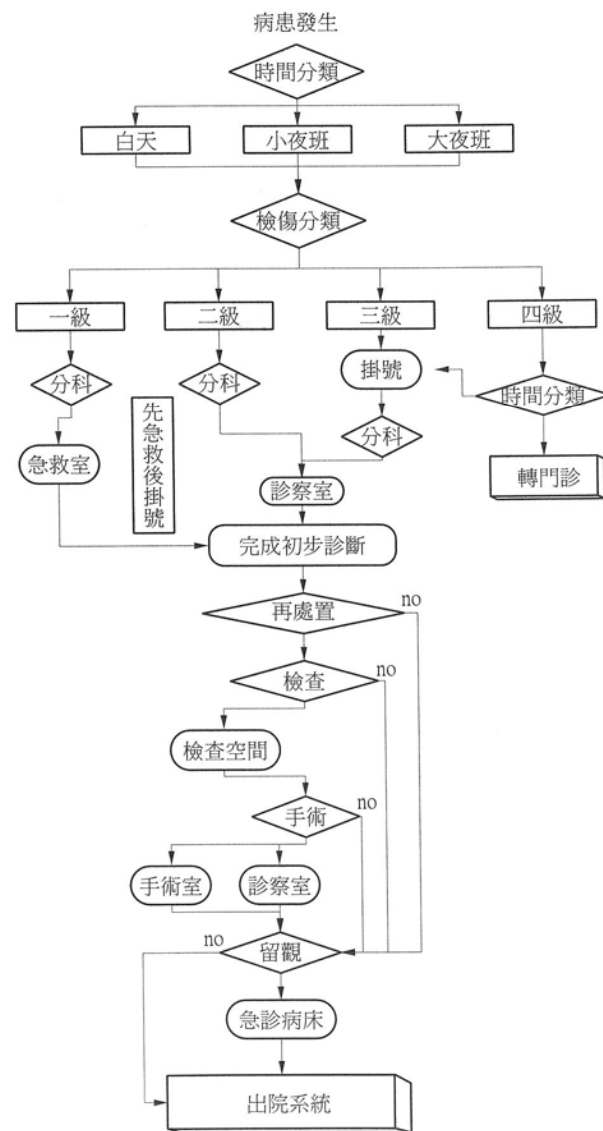 病患發生
時間分類
白天
小夜班
大夜班
檢傷分類
一級
二級
三級
四級
分科
分科
掛號
時間分類
先急救後掛號
分科
急救室
診察室
轉門診
完成初步診斷
再處置
no
檢查
no
檢查空間
手術
no
手術室
診察室
no
留觀
急診病床
出院系統